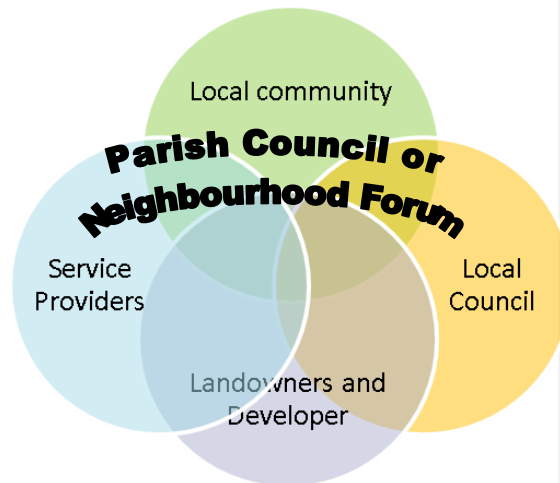 Local community
Parish Council or
Neighbourhood Forum
Service
Providers
Local
Council
Landowners and
Developer